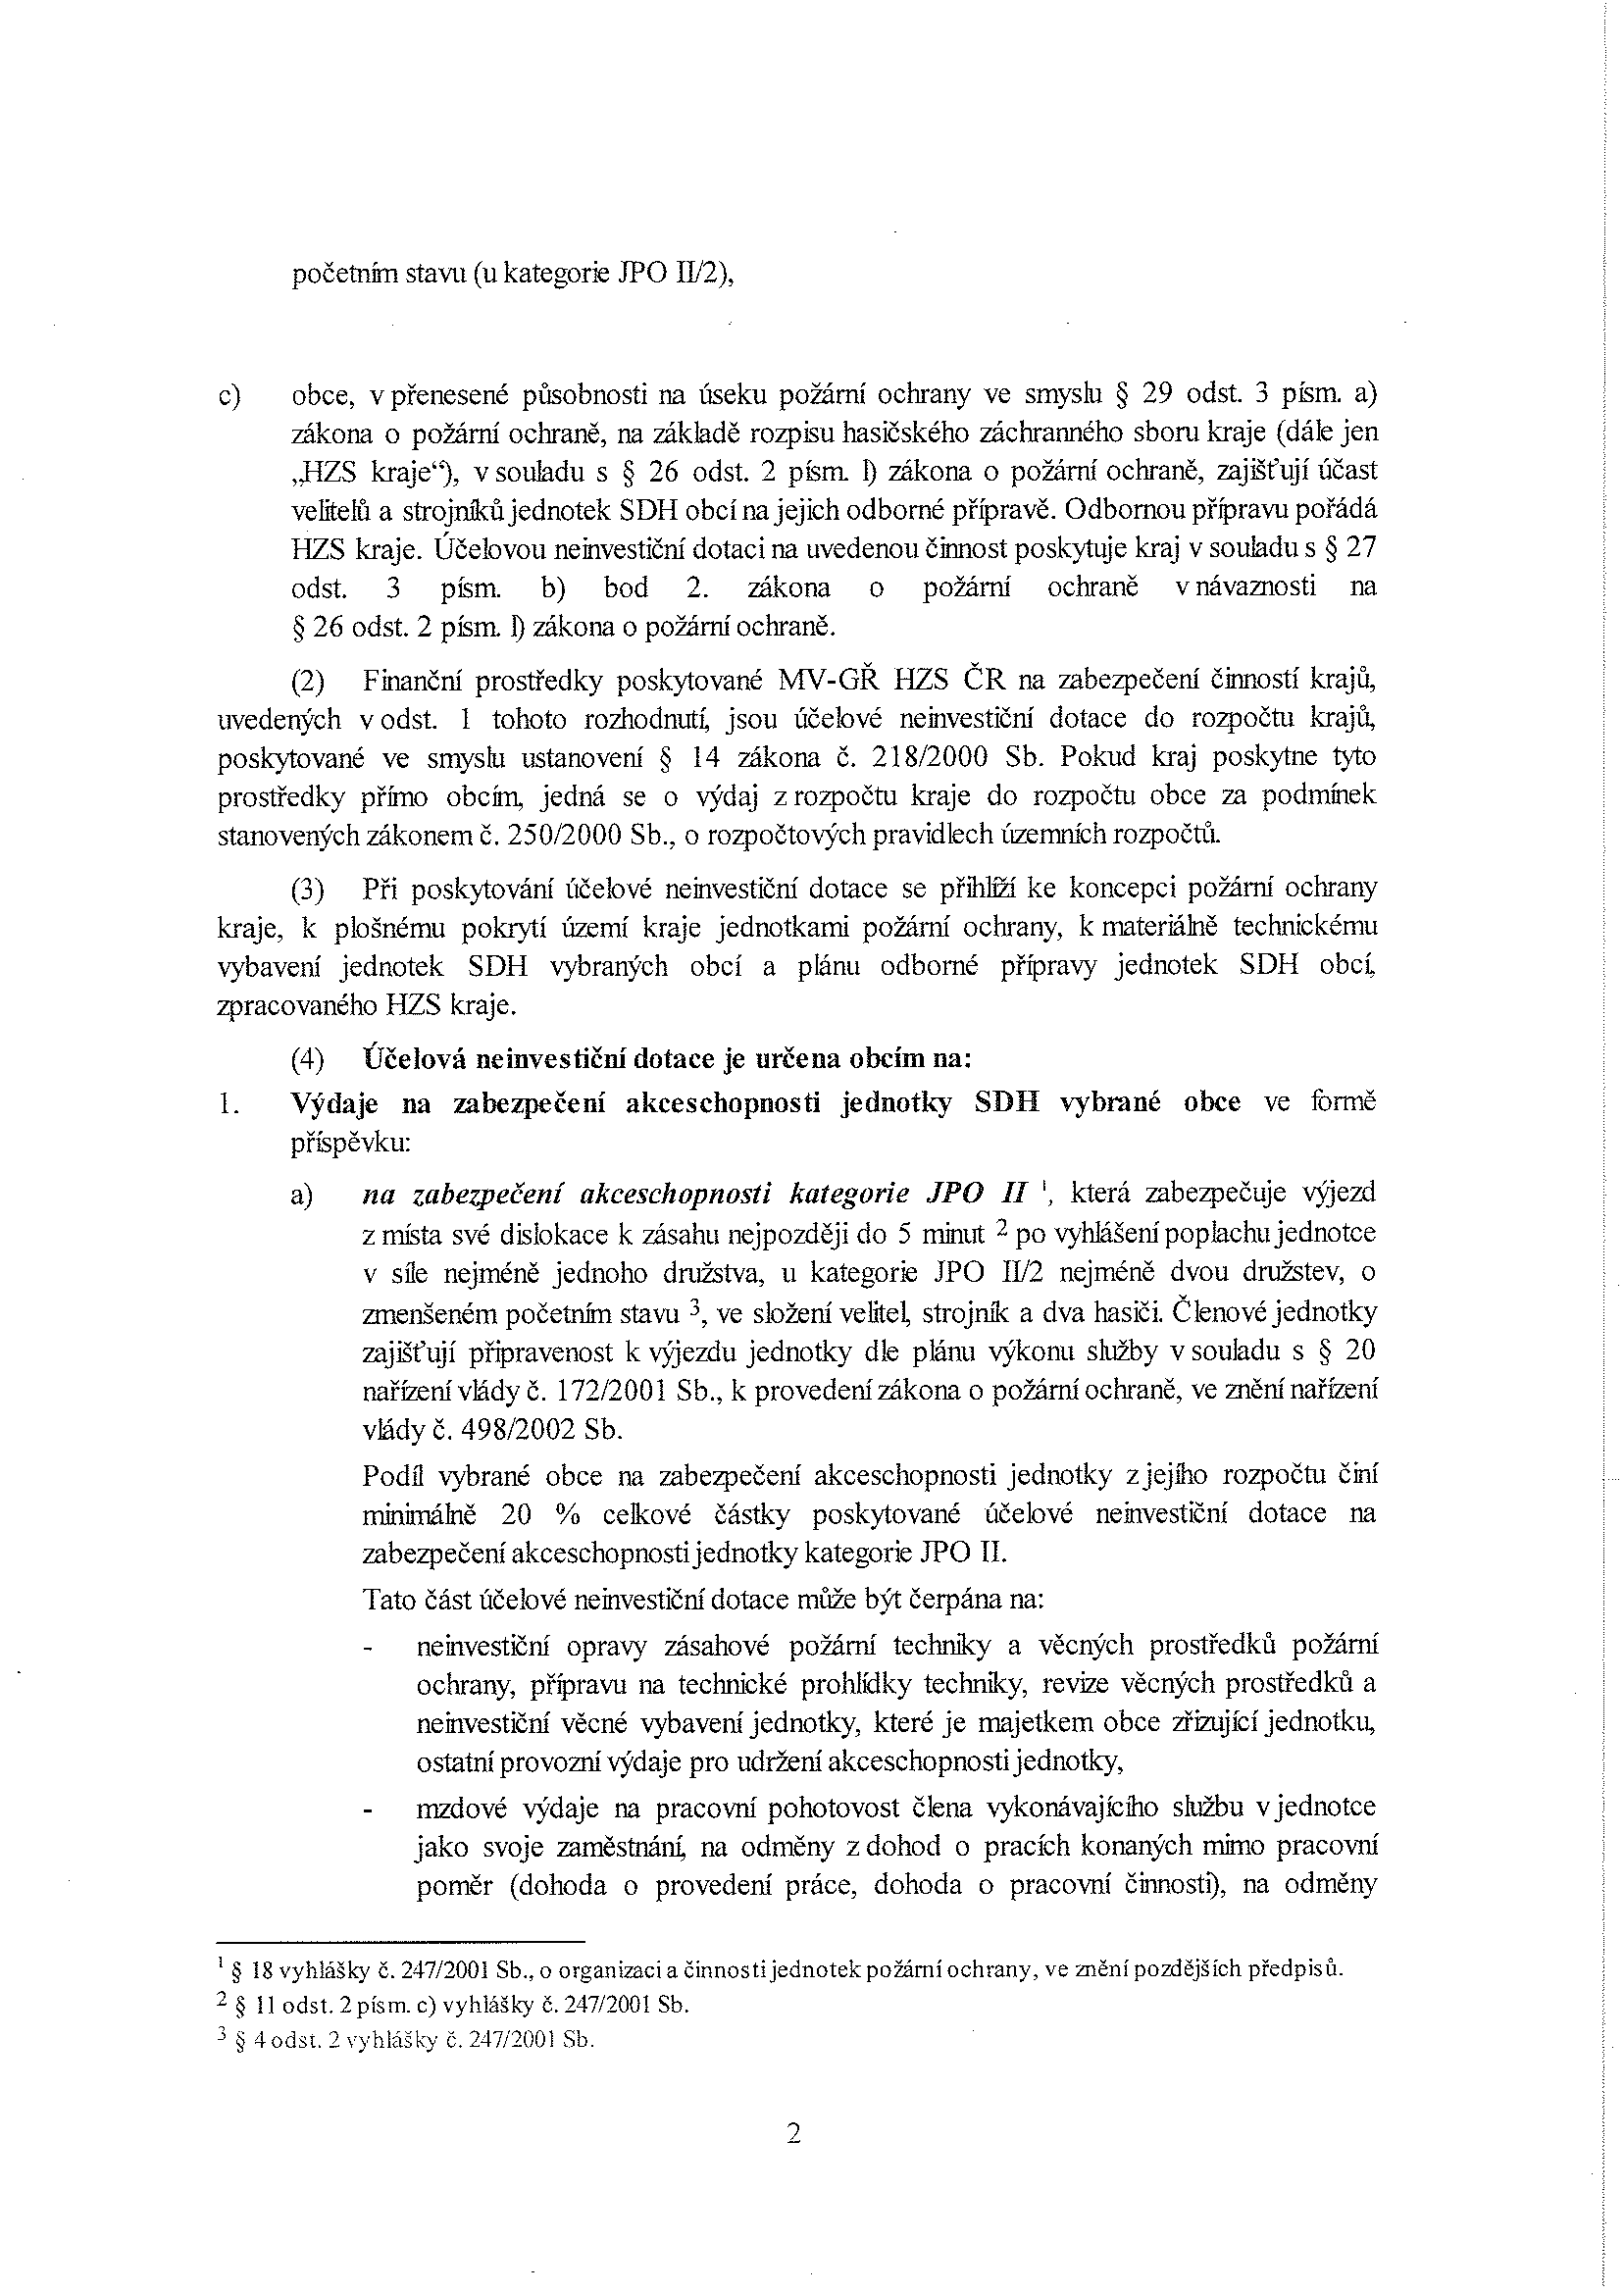 početním stavu (u kategorie JPO II/2),
c) obce, v přenesené působnosti na úseku požární ochrany ve smyslu § 29 odst. 3 písm. a)
zákona o požární ochraně, na základě rozpisu hasičského záchranného sboru kraje (dále jen
„HZS kraje“), v souladu s § 26 odst. 2 písm. l) zákona o požární ochraně, zajišťují účast
velitelů a strojníků jednotek SDH obcí na jejich odborné přípravě. Odbornou přípravu pořádá
HZS kraje. Účelovou neinvestiční dotaci na uvedenou činnost poskytuje kraj v souladu s § 27
odst. 3 písm. b) bod 2. zákona o požární ochraně v návaznosti na
§ 26 odst. 2 písm. l) zákona o požární ochraně.
(2) Finanční prostředky poskytované MV-GŘ HZS ČR na zabezpečení činností krajů,
uvedených v odst. 1 tohoto rozhodnutí, jsou účelové neinvestiční dotace do rozpočtu krajů,
poskytované ve smyslu ustanovení § 14 zákona č. 218/2000 Sb. Pokud kraj poskytne tyto
prostředky přímo obcím, jedná se o výdaj z rozpočtu kraje do rozpočtu obce za podmínek
stanovených zákonem č. 250/2000 Sb., o rozpočtových pravidlech územních rozpočtů.
(3) Při poskytování účelové neinvestiční dotace se přihlíží ke koncepci požární ochrany
kraje, k plošnému pokrytí území kraje jednotkami požární ochrany, k materiálně technickému
vybavení jednotek SDH vybraných obcí a plánu odborné přípravy jednotek SDH obcí,
zpracovaného HZS kraje.
(4) Účelová neinvestiční dotace je určena obcím na:
1. Výdaje na zabezpečení akceschopnosti jednotky SDH vybrané obce ve formě
příspěvku:
a) na zabezpečení akceschopnosti kategorie JPO II 1, která zabezpečuje výjezd
z místa své dislokace k zásahu nejpozději do 5 minut 2 po vyhlášení poplachu jednotce
v síle nejméně jednoho družstva, u kategorie JPO II/2 nejméně dvou družstev, o
zmenšeném početním stavu 3, ve složení velitel, strojník a dva hasiči. Členové jednotky
zajišťují připravenost k výjezdu jednotky dle plánu výkonu služby v souladu s § 20
nařízení vlády č. 172/2001 Sb., k provedení zákona o požární ochraně, ve znění nařízení
vlády č. 498/2002 Sb.
Podíl vybrané obce na zabezpečení akceschopnosti jednotky z jejího rozpočtu činí
minimálně 20 % celkové částky poskytované účelové neinvestiční dotace na
zabezpečení akceschopnosti jednotky kategorie JPO II.
Tato část účelové neinvestiční dotace může být čerpána na:
- neinvestiční opravy zásahové požární techniky a věcných prostředků požární
ochrany, přípravu na technické prohlídky techniky, revize věcných prostředků a
neinvestiční věcné vybavení jednotky, které je majetkem obce zřizující jednotku,
ostatní provozní výdaje pro udržení akceschopnosti jednotky,
- mzdové výdaje na pracovní pohotovost člena vykonávajícího službu v jednotce
jako svoje zaměstnání, na odměny z dohod o pracích konaných mimo pracovní
poměr (dohoda o provedení práce, dohoda o pracovní činnosti), na odměny
1 § 18 vyhlášky č. 247/2001 Sb., o organizaci a činnosti jednotek požární ochrany, ve znění pozdějších předpisů.
2 § 11 odst. 2 písm. c) vyhlášky č. 247/2001 Sb.
3 § 4 odst. 2 vyhlášky č. 247/2001 Sb.
2